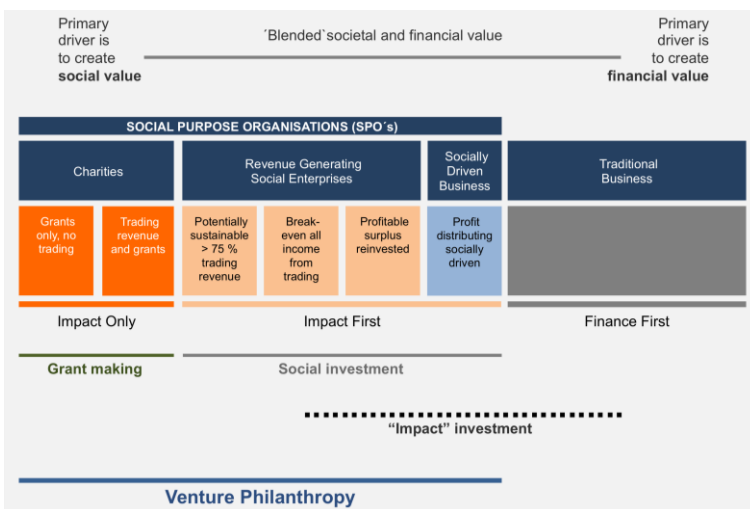 Primary
driver is
to create
social value
´Blended`societal and financial value
Primary
driver is
to create
financial value
SOCIAL PURPOSE ORGANISATIONS (SPO´s)
Charities
Revenue Generating
Social Enterprises
Socially
Driven
Business
Traditional
Business
Grants
only, no
trading
Trading
revenue
and grants
Potentially
sustainable
> 75 %
trading
revenue
Break-
even all
income
from
trading
Profitable
surplus
reinvested
Profit
distributing
socially
driven
Impact Only
Impact First
Finance First
Grant making
Social investment
“Impact” investment
Venture Philanthropy